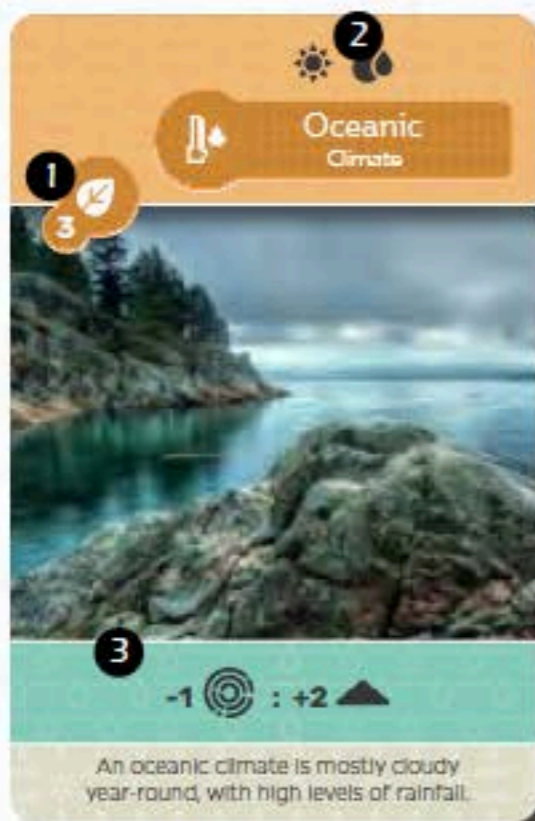 2
Oceanic
Climate
1
3
3
-1 : +2
An oceanic climate is mostly cloudy
year-round, with high levels of rainfall.